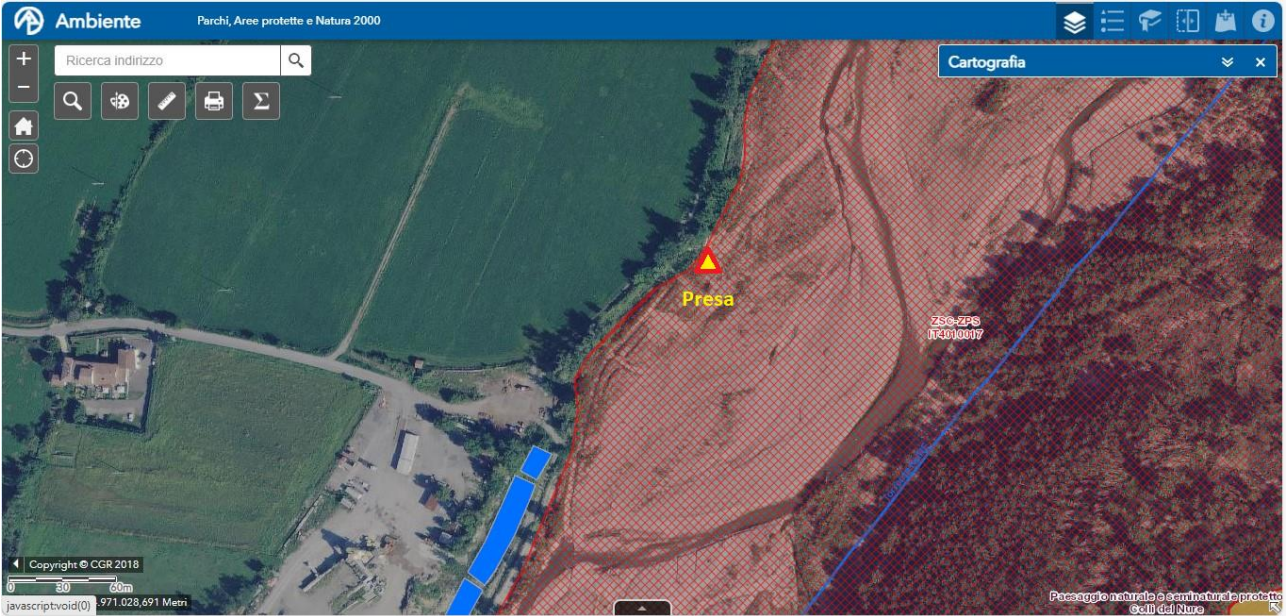 Ambiente
Parchi, Aree protette e Natura 2000
Ricerca indirizzo
Cartografia
Presa
ZSC-ZPS
IT4010017
Copyright © CGR 2018
0 30 60m
javascript:void(0)
.971.028,691 Metri
Paesaggio naturale e seminaturale protetto
Colli del Nure